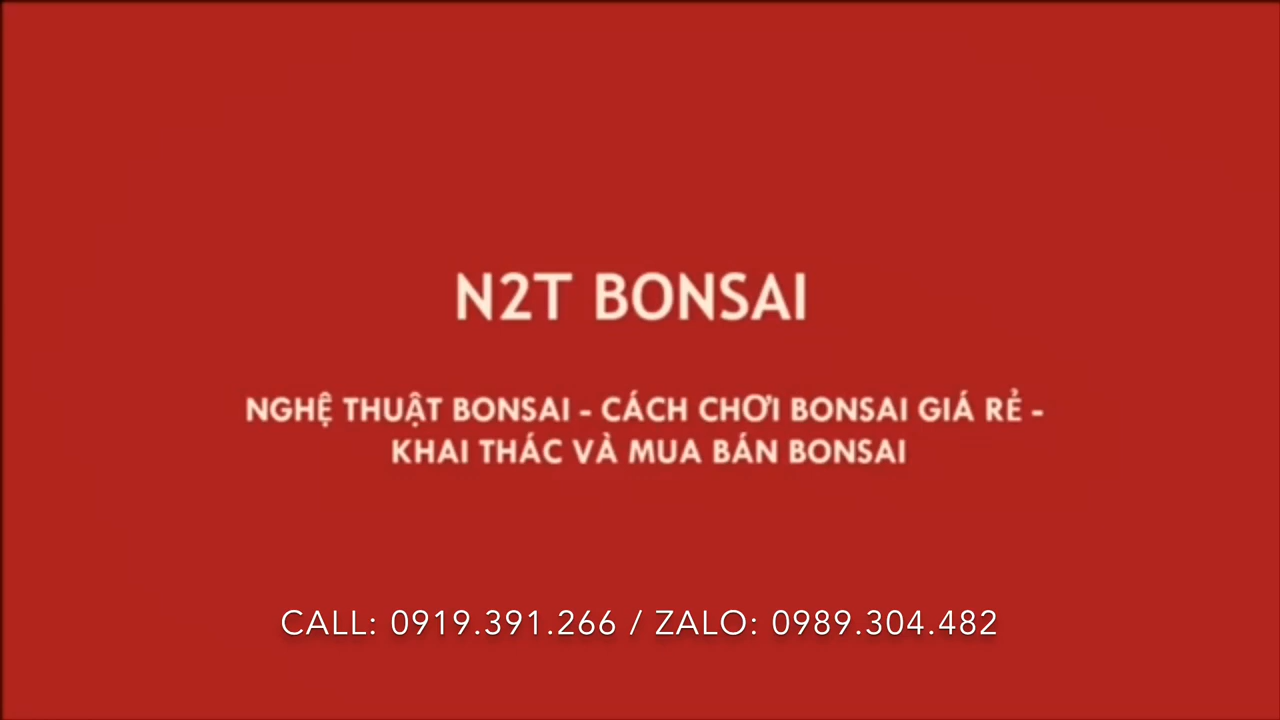 N2T BONSAI
NGHỆ THUẬT BONSAI - CÁCH CHƠI BONSAI GIÁ RẺ -
KHAI THÁC VÀ MUA BÁN BONSAI
CALL: 0919.391.266 / ZALO: 0989.304.482